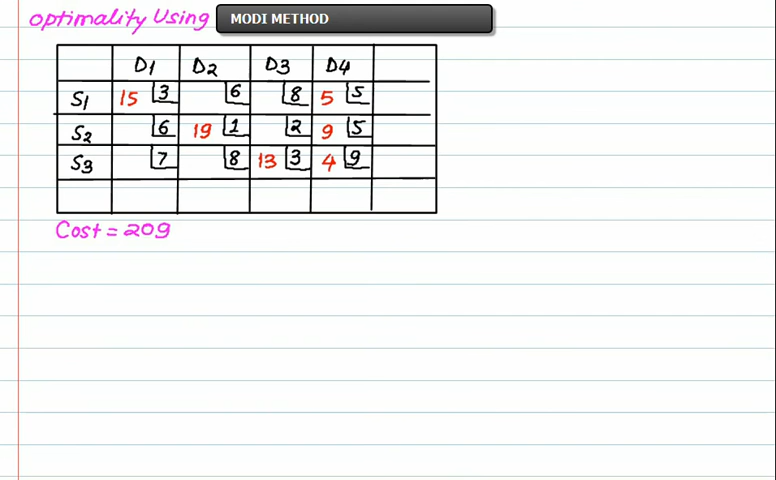 optimality Using MODI METHOD
D1 D2 D3 D4
S1 15 3 6 8 5 5
S2 6 19 1 2 9 5
S3 7 8 13 3 4 9
Cost = 209